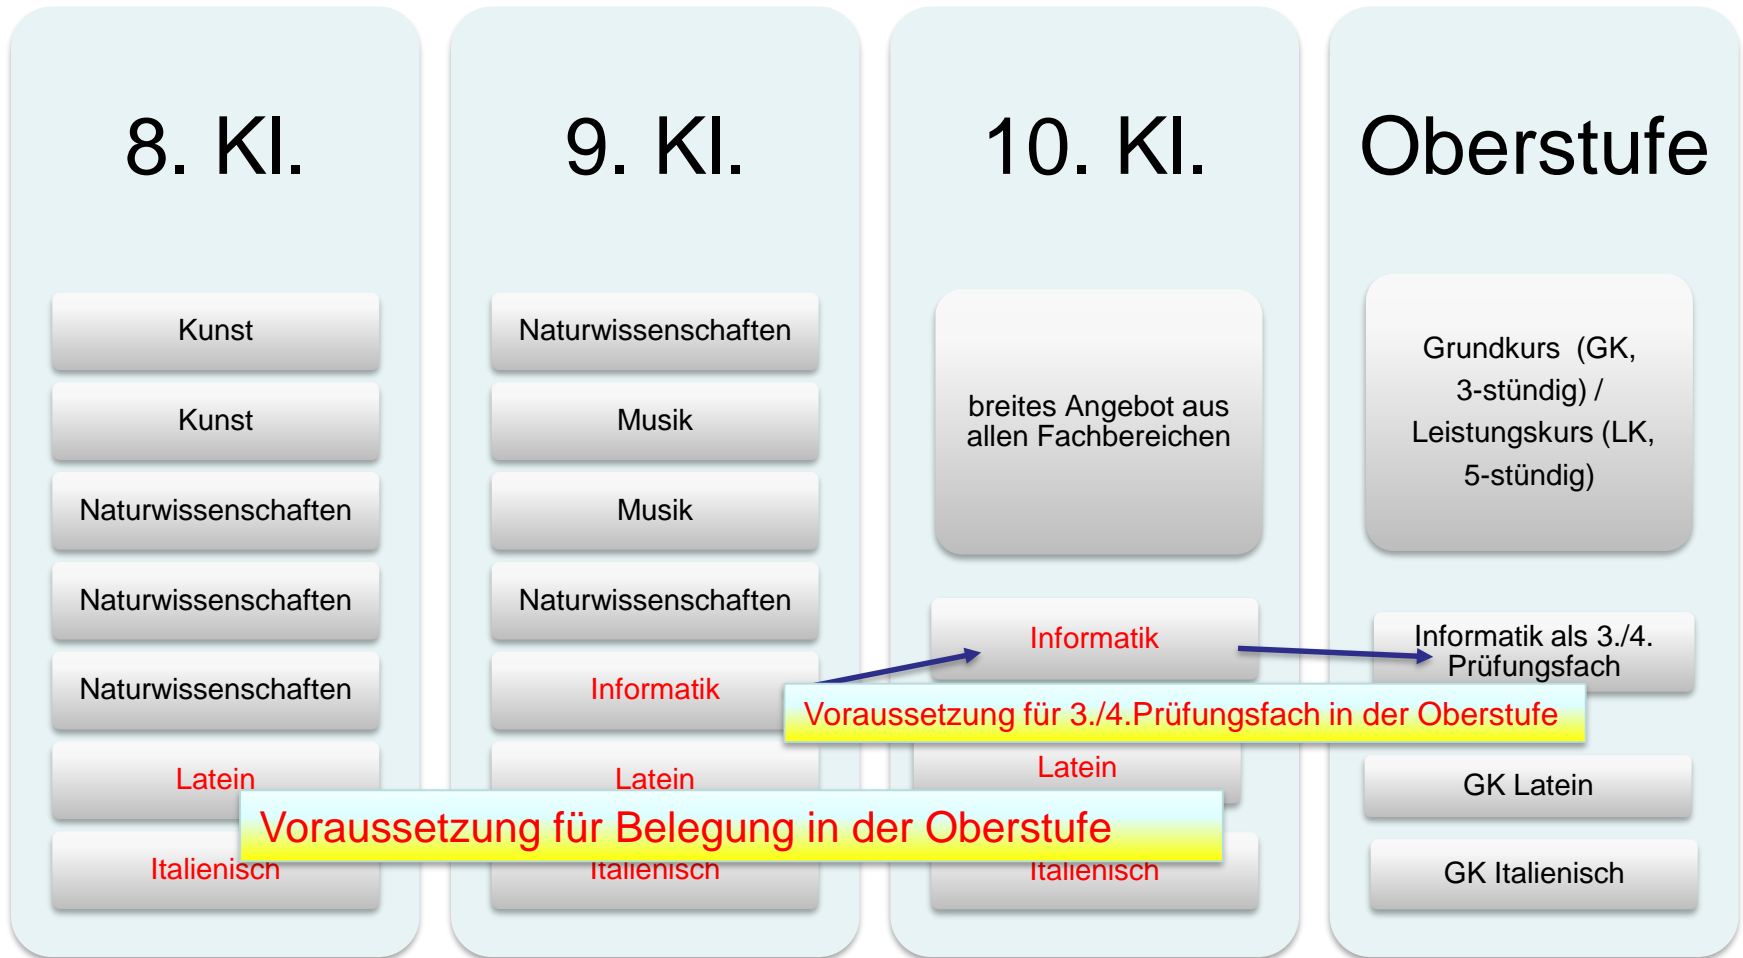 8. Kl.
Kunst
Kunst
Naturwissenschaften
Naturwissenschaften
Naturwissenschaften
Latein
Italienisch
9. Kl.
Naturwissenschaften
Musik
Musik
Naturwissenschaften
Informatik
Latein
Italienisch
10. Kl.
breites Angebot aus
allen Fachbereichen
Informatik
Latein
Italienisch
Oberstufe
Grundkurs (GK,
3-stündig) /
Leistungskurs (LK,
5-stündig)
Informatik als 3./4.
Prüfungsfach
GK Latein
GK Italienisch
Voraussetzung für 3./4.Prüfungsfach in der Oberstufe
Voraussetzung für Belegung in der Oberstufe